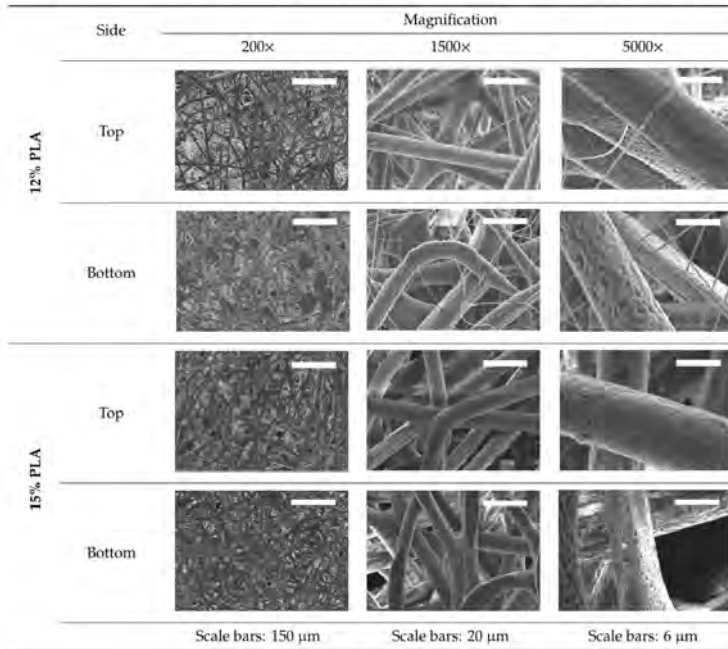 Side
Magnification
200×
1500×
5000×
12% PLA
Top
Bottom
15% PLA
Top
Bottom
Scale bars: 150 μm
Scale bars: 20 μm
Scale bars: 6 μm